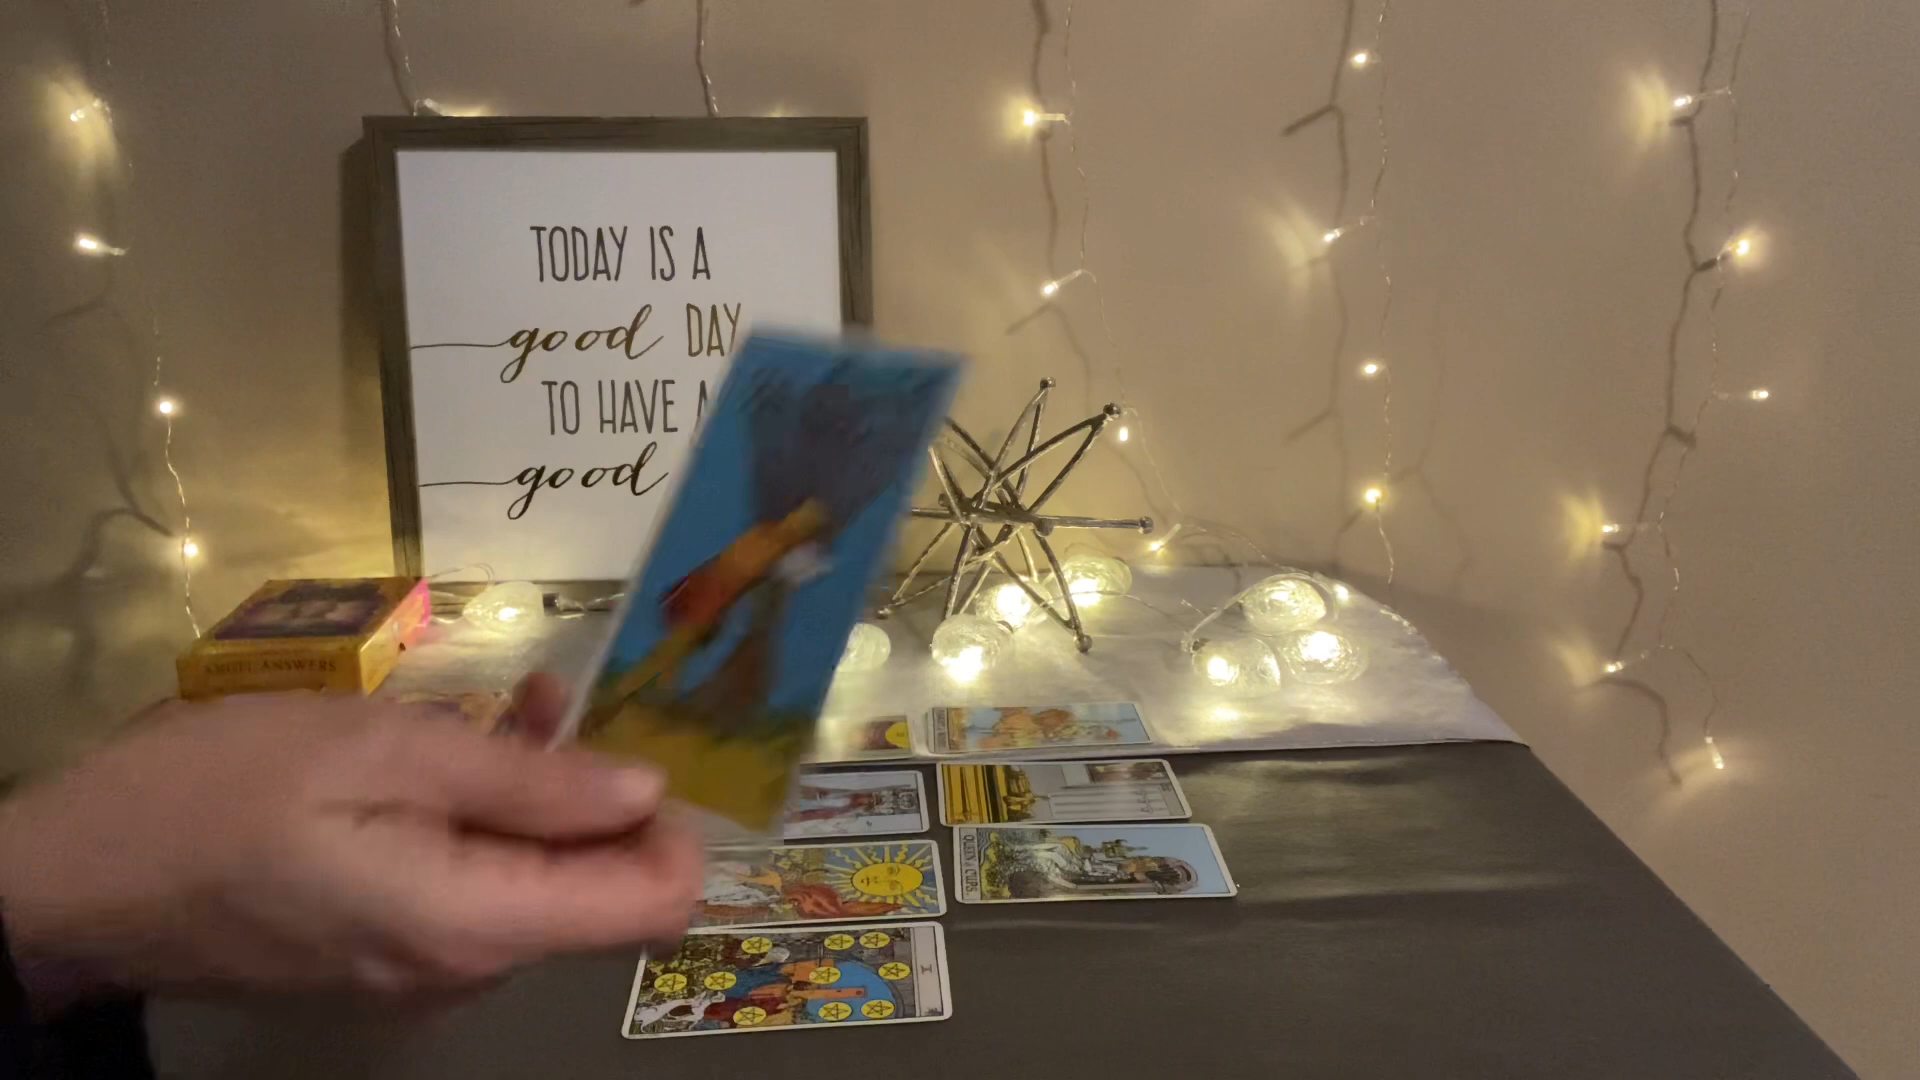 TODAY IS A
good DAY
TO HAVE A
good
ANGEL ANSWERS
QUEEN of CUPS.
X